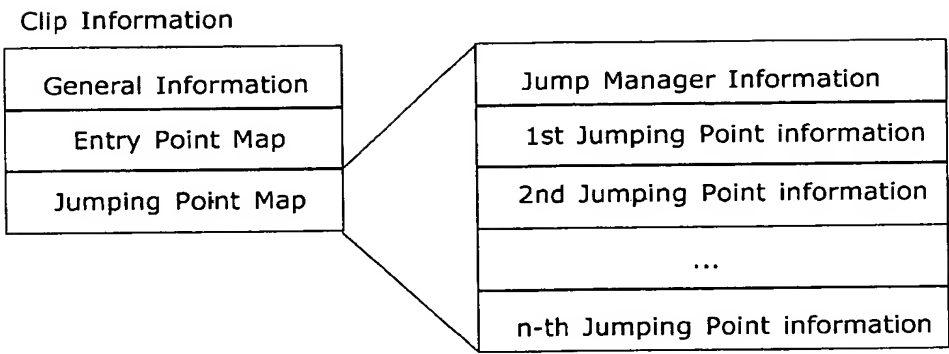 Clip Information
General Information
Entry Point Map
Jumping Point Map
Jump Manager Information
1st Jumping Point information
2nd Jumping Point information
...
n-th Jumping Point information